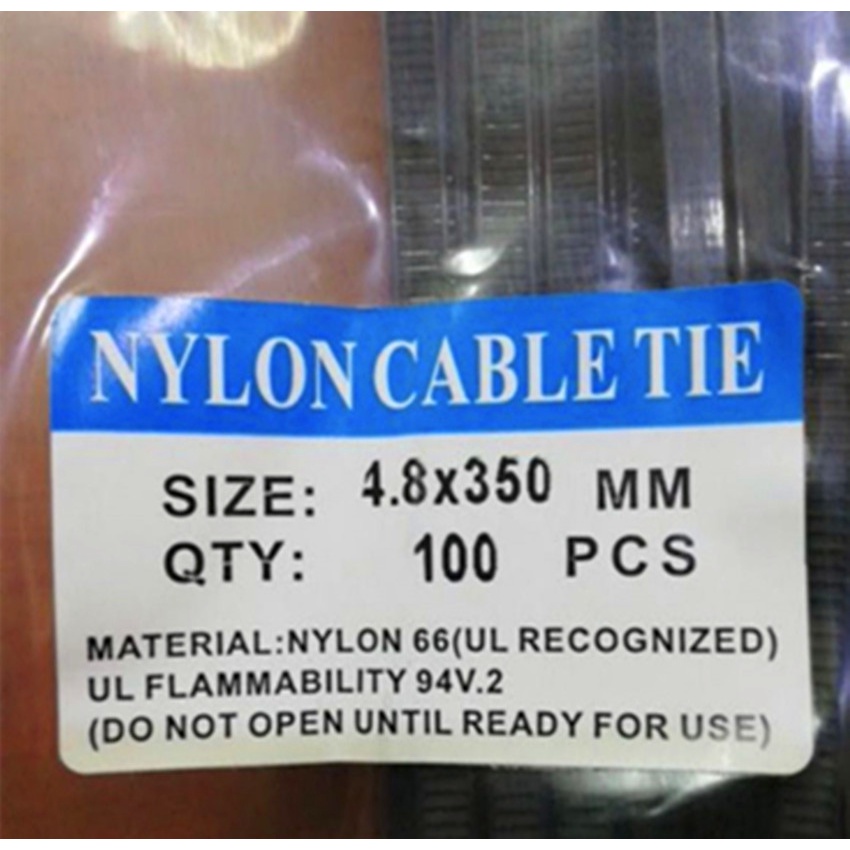 NYLON CABLE TIE
SIZE: 4.8x350 MM
QTY: 100 PCS
MATERIAL:NYLON 66(UL RECOGNIZED)
UL FLAMMABILITY 94V.2
(DO NOT OPEN UNTIL READY FOR USE)